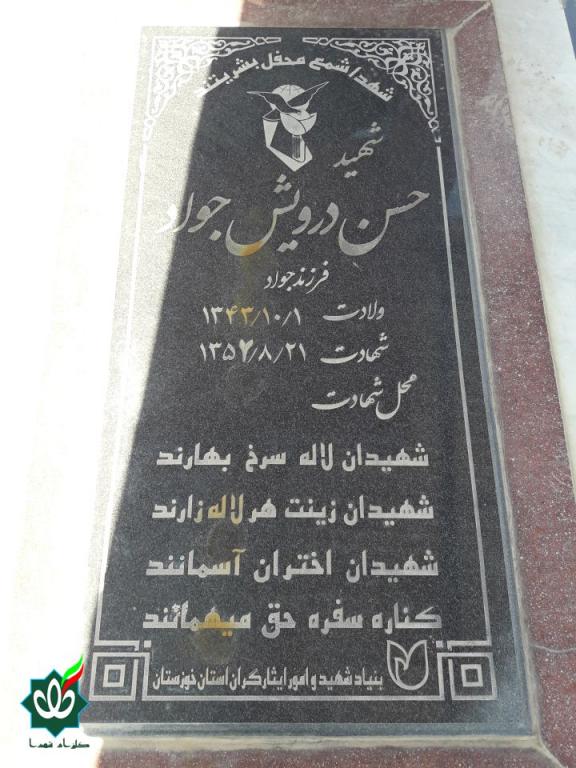 شهدا شمع محفل بشریتند
شهید
حسن درویش جواد
فرزند جواد
ولادت ۱۳۴۳/۱۰/۱
شهادت ۱۳۵۷/۸/۲۱
محل شهادت
شهیدان لاله سرخ بهارند
شهیدان زینت هر لاله زارند
شهیدان اختران آسمانند
کناره سفره حق میهمانند
بنیاد شهید و امور ایثارگران استان خوزستان
گلزار شهدا